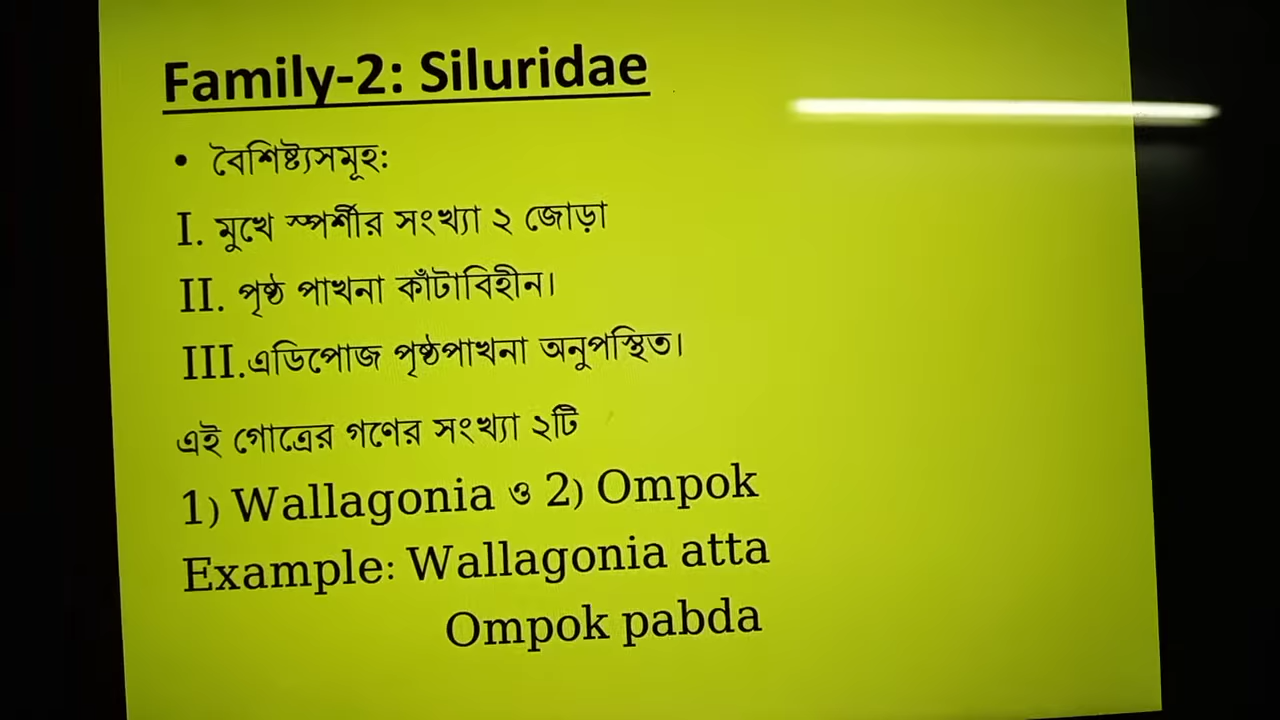 Family-2: Siluridae
• বৈশিষ্ট্যসমূহ:
I. মুখে স্পর্শীর সংখ্যা ২ জোড়া
II. পৃষ্ঠ পাখনা কাঁটাবিহীন।
III.এডিপোজ পৃষ্ঠপাখনা অনুপস্থিত।
এই গোত্রের গণের সংখ্যা ২টি
1) Wallagonia ও 2) Ompok
Example: Wallagonia atta
Ompok pabda